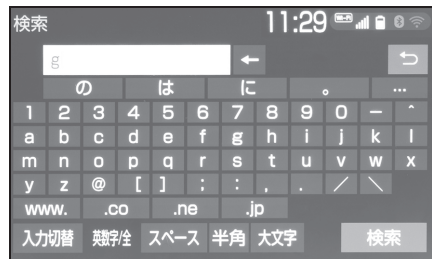 検索 11:29
g ←
の は に 。 …
1 2 3 4 5 6 7 8 9 0 − ^
a b c d e f g h i j k l
m n o p q r s t u v w x
y z @ [ ] ; : , . ／ ＼
www. .co .ne .jp
入力切替 英数字/全 スペース 半角 大文字 検索